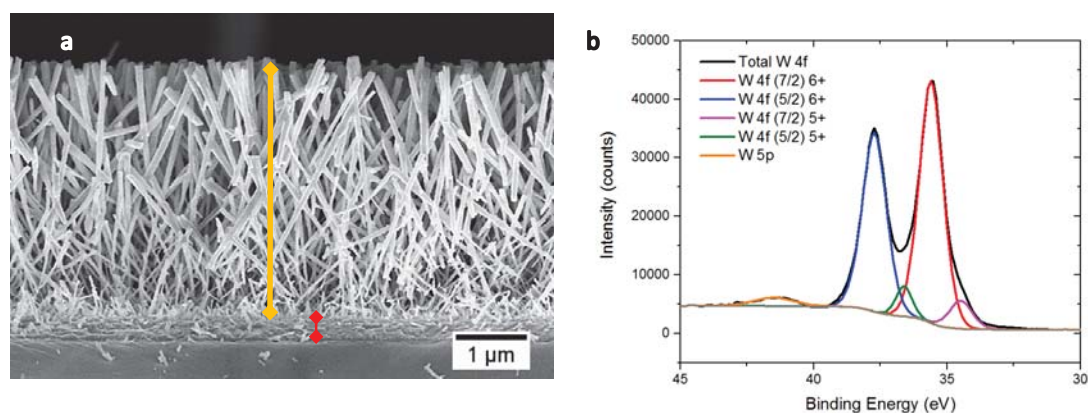 a
1 µm
b
Total W 4f
W 4f (7/2) 6+
W 4f (5/2) 6+
W 4f (7/2) 5+
W 4f (5/2) 5+
W 5p
50000
40000
30000
20000
10000
0
Intensity (counts)
45
40
35
30
Binding Energy (eV)